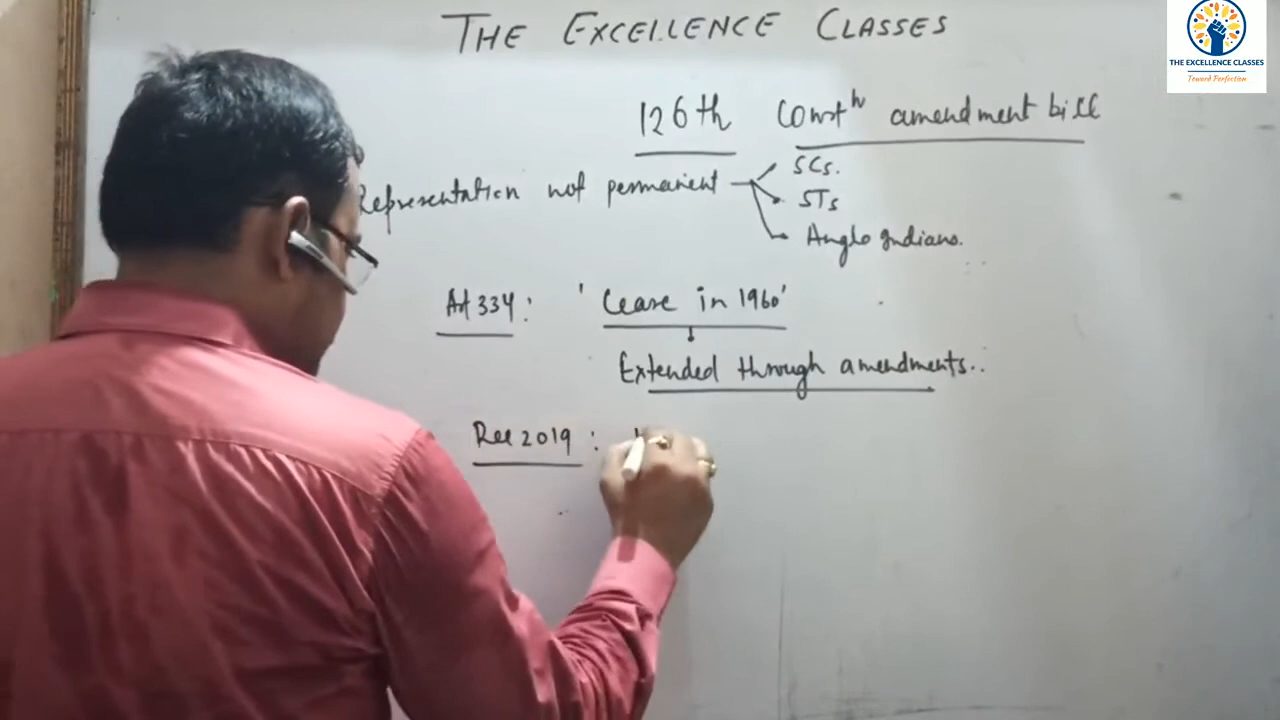 THE EXCELLENCE CLASSES
THE EXCELLENCE CLASSES
Toward Perfection
126th Constn amendment bill
Representation not permanent
SCs.
STs
Anglo Indians.
Art 334: 'Cease in 1960'
Extended through amendments..
Dec 2019: